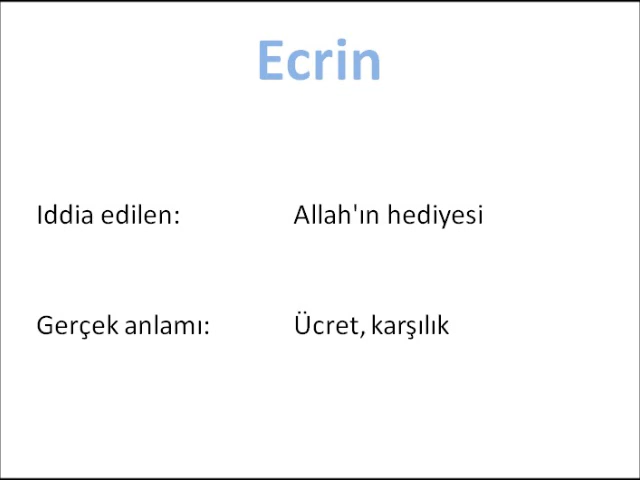 Ecrin
Iddia edilen: Allah'ın hediyesi
Gerçek anlamı: Ücret, karşılık